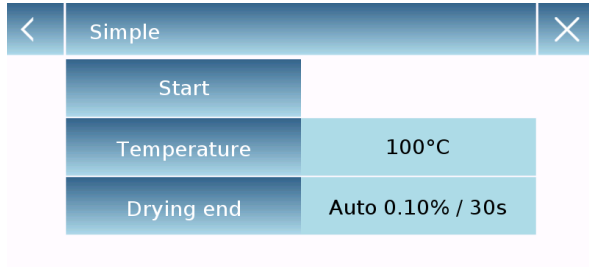 Simple
Start
Temperature 100°C
Drying end Auto 0.10% / 30s